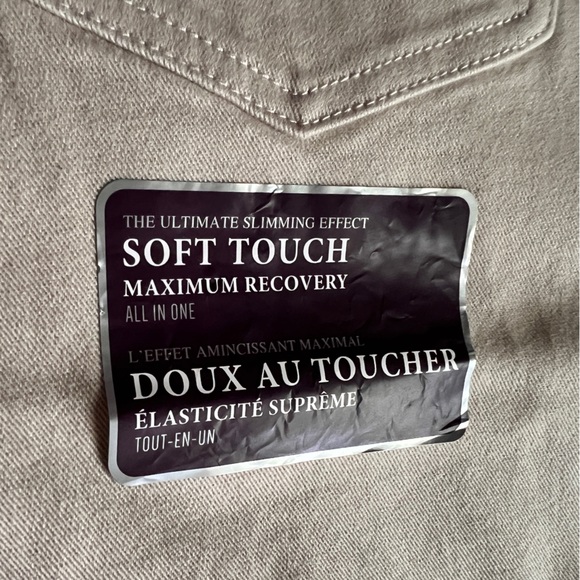 THE ULTIMATE SLIMMING EFFECT
SOFT TOUCH
MAXIMUM RECOVERY
ALL IN ONE
L'EFFET AMINCISSANT MAXIMAL
DOUX AU TOUCHER
ÉLASTICITÉ SUPRÊME
TOUT-EN-UN